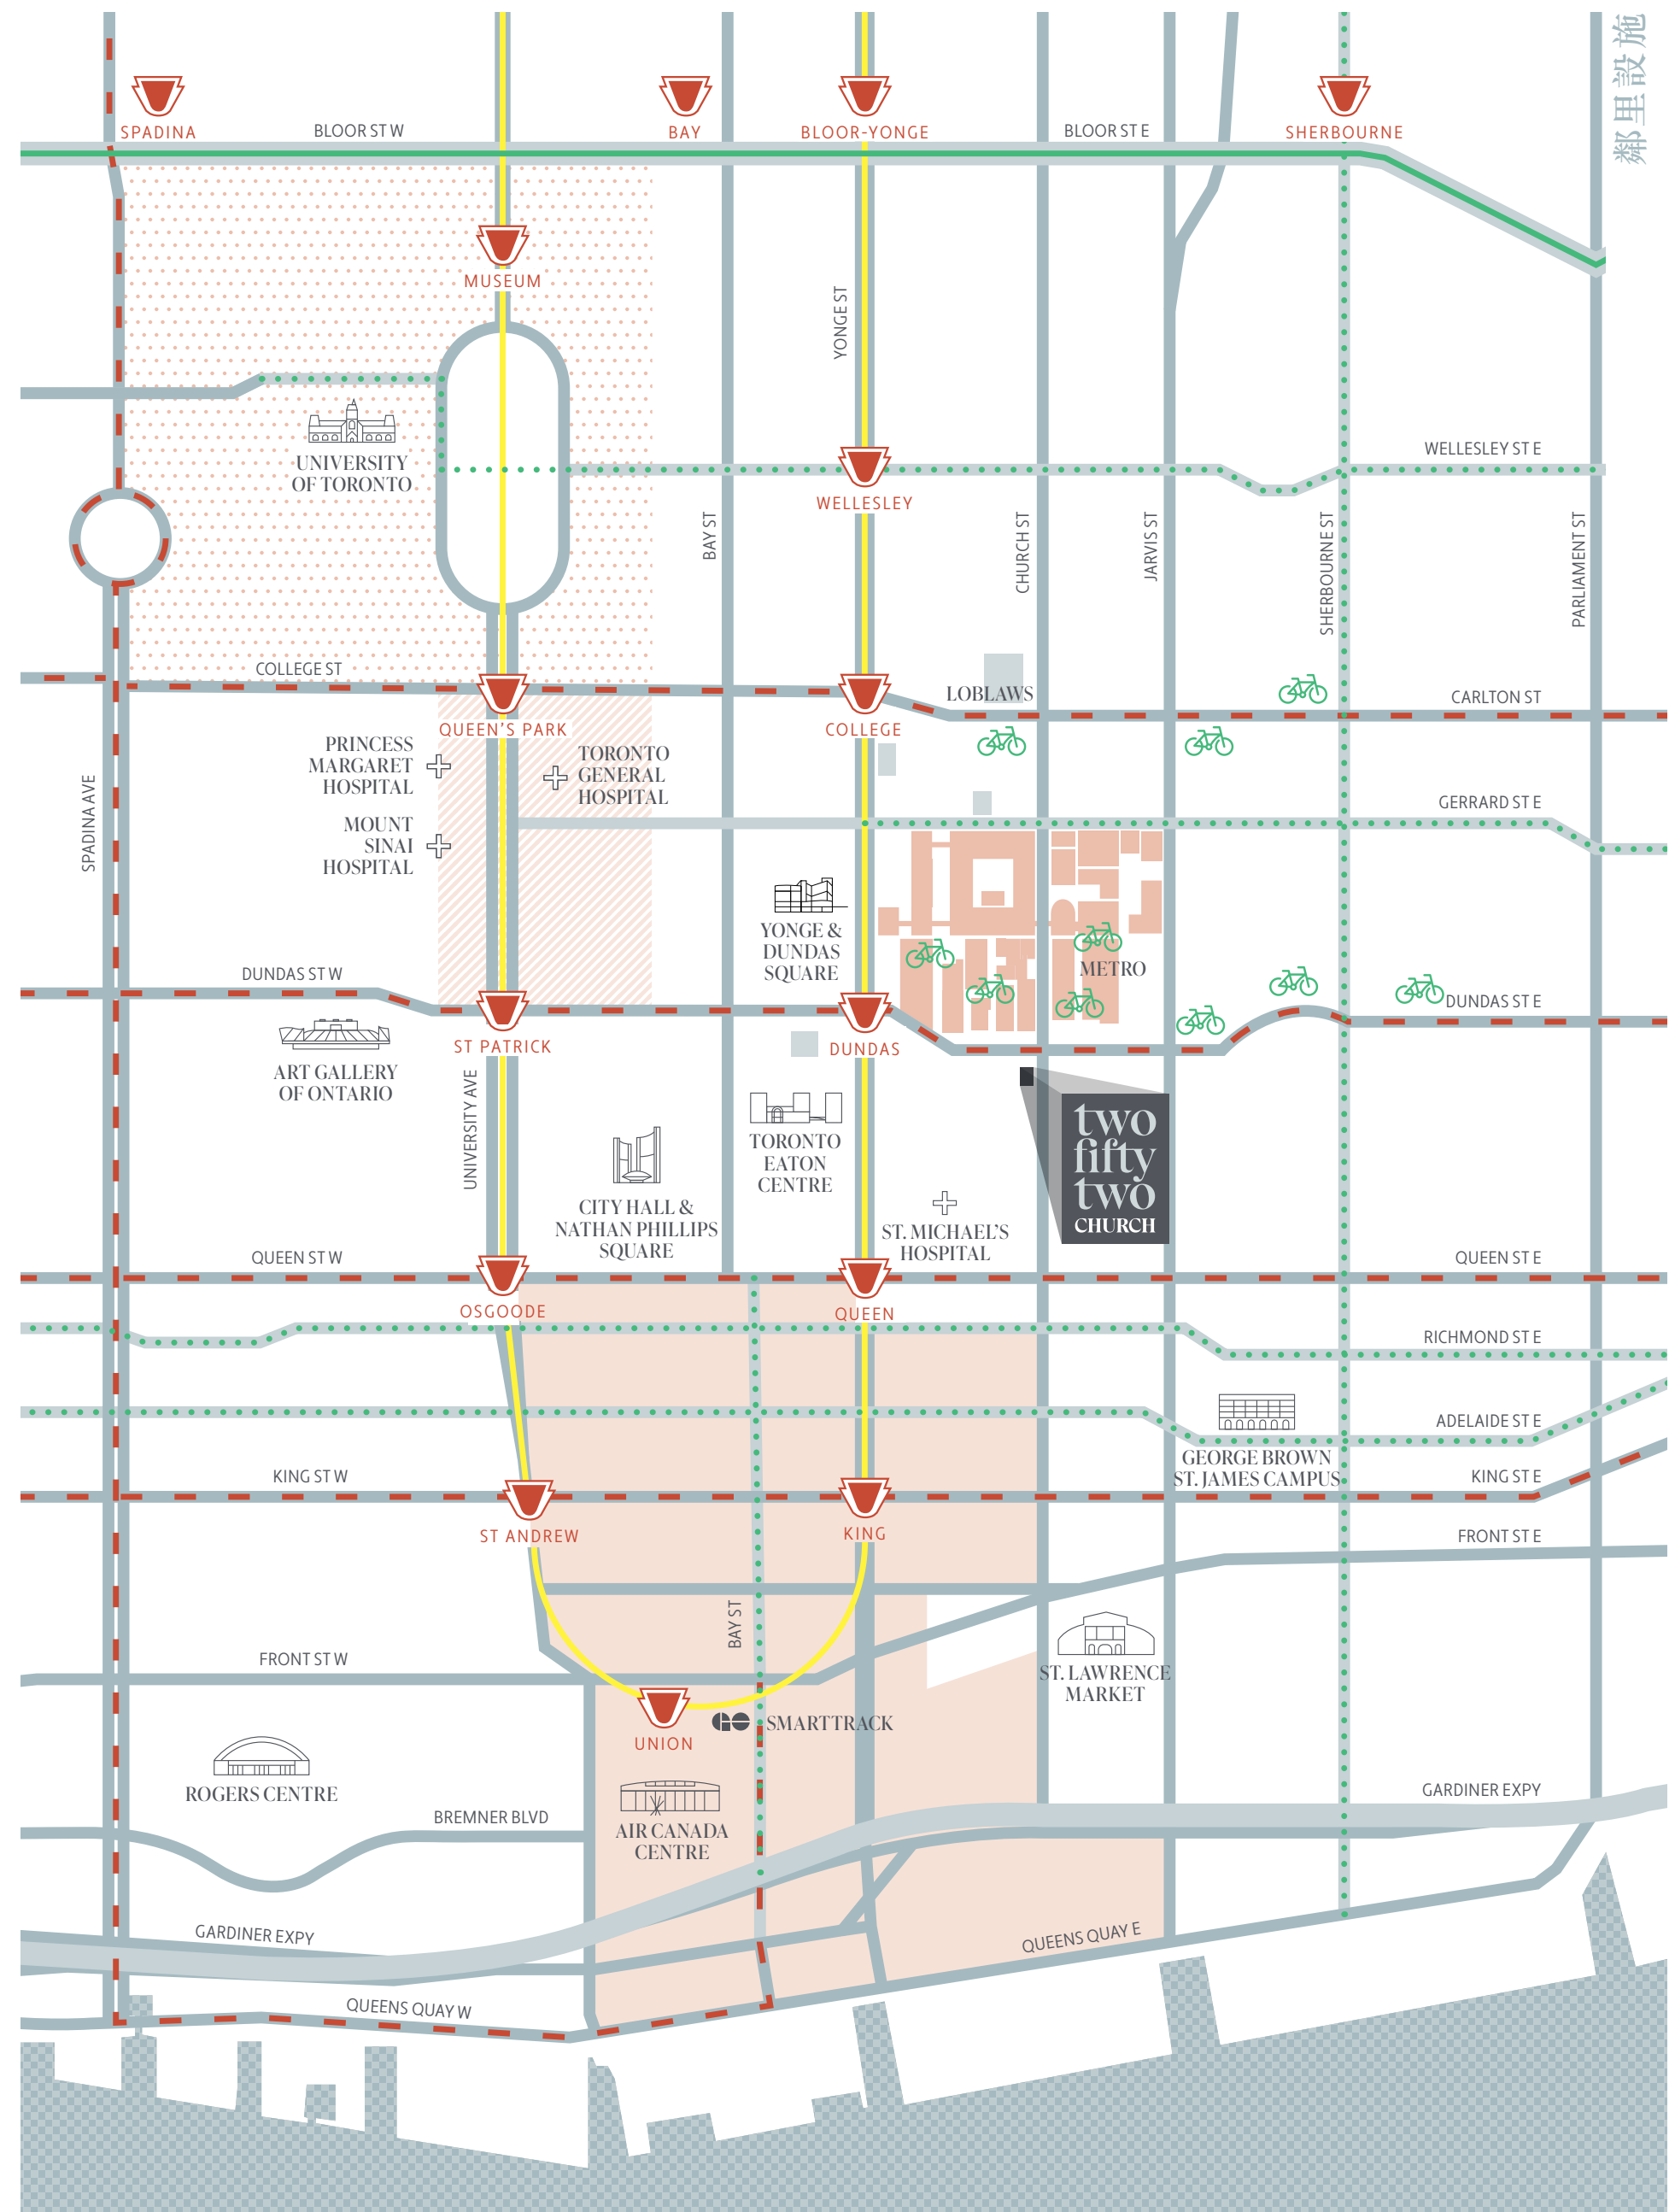 鄰里設施
SPADINA
BLOOR ST W
BAY
BLOOR-YONGE
BLOOR ST E
SHERBOURNE
MUSEUM
YONGE ST
UNIVERSITY
OF TORONTO
WELLESLEY ST E
WELLESLEY
BAY ST
CHURCH ST
JARVIS ST
SHERBOURNE ST
PARLIAMENT ST
COLLEGE ST
LOBLAWS
CARLTON ST
QUEEN'S PARK
COLLEGE
PRINCESS
MARGARET
HOSPITAL
TORONTO
GENERAL
HOSPITAL
SPADINA AVE
GERRARD ST E
MOUNT
SINAI
HOSPITAL
YONGE &
DUNDAS
SQUARE
METRO
DUNDAS ST W
DUNDAS ST E
ST PATRICK
DUNDAS
ART GALLERY
OF ONTARIO
UNIVERSITY AVE
TORONTO
EATON
CENTRE
two
fifty
two
CHURCH
CITY HALL &
NATHAN PHILLIPS
SQUARE
ST. MICHAEL'S
HOSPITAL
QUEEN ST W
QUEEN ST E
OSGOODE
QUEEN
RICHMOND ST E
ADELAIDE ST E
GEORGE BROWN
ST. JAMES CAMPUS
KING ST W
KING ST E
ST ANDREW
KING
FRONT ST E
BAY ST
FRONT ST W
ST. LAWRENCE
MARKET
SMARTTRACK
UNION
ROGERS CENTRE
GARDINER EXPY
BREMNER BLVD
AIR CANADA
CENTRE
GARDINER EXPY
QUEENS QUAY E
QUEENS QUAY W